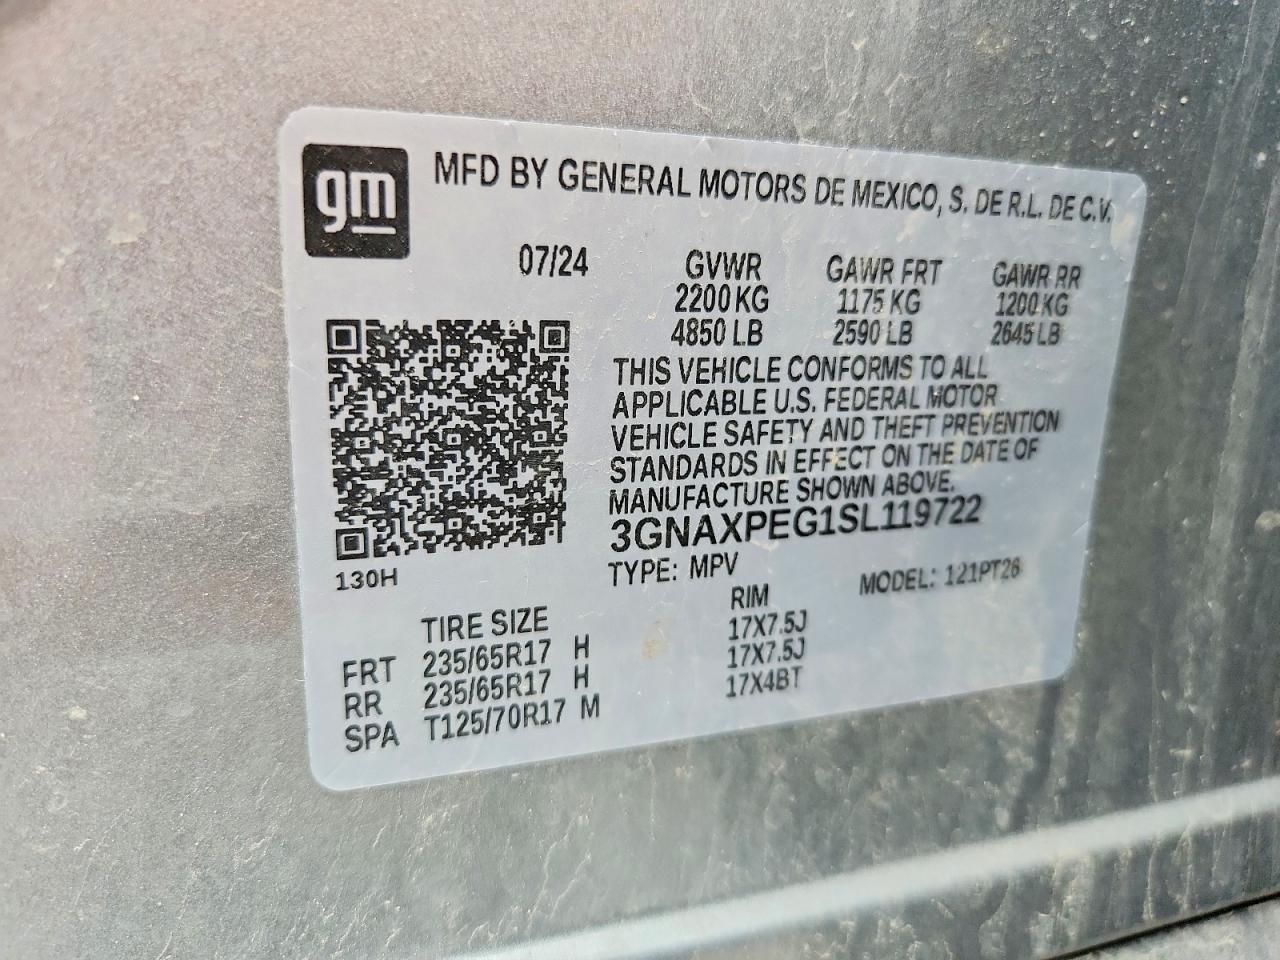 gm
MFD BY GENERAL MOTORS DE MEXICO, S. DE R.L. DE C.V.
07/24 GVWR GAWR FRT GAWR RR
2200 KG 1175 KG 1200 KG
4850 LB 2590 LB 2645 LB
THIS VEHICLE CONFORMS TO ALL
APPLICABLE U.S. FEDERAL MOTOR
VEHICLE SAFETY AND THEFT PREVENTION
STANDARDS IN EFFECT ON THE DATE OF
MANUFACTURE SHOWN ABOVE.
3GNAXPEG1SL119722
130H
TYPE: MPV MODEL: 121PT26
TIRE SIZE RIM
FRT 235/65R17 H 17X7.5J
RR 235/65R17 H 17X7.5J
SPA T125/70R17 M 17X4BT